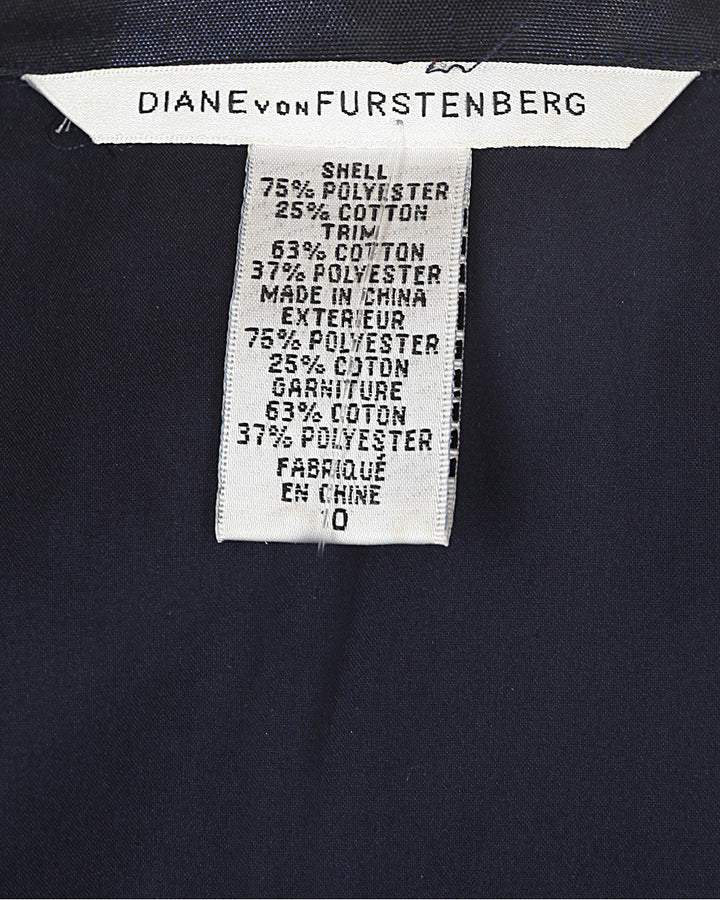 DIANE VON FURSTENBERG
SHELL
75% POLYESTER
25% COTTON
TRIM
63% COTTON
37% POLYESTER
MADE IN CHINA
EXTERIEUR
75% POLYESTER
25% COTON
GARNITURE
63% COTON
37% POLYESTER
FABRIQUÉ
EN CHINE
10